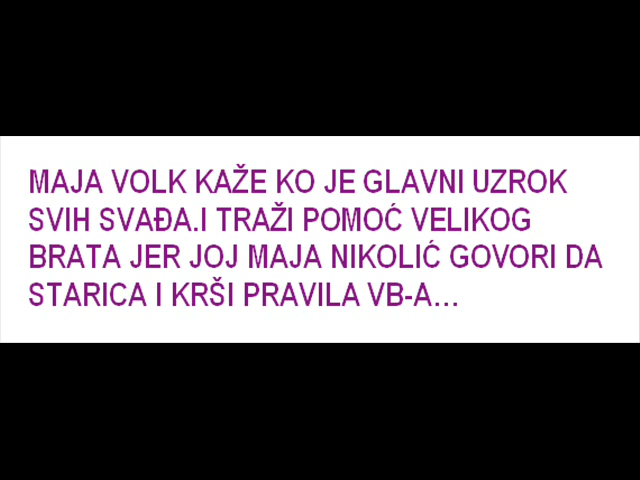 MAJA VOLK KAŽE KO JE GLAVNI UZROK
SVIH SVAĐA.I TRAŽI POMOĆ VELIKOG
BRATA JER JOJ MAJA NIKOLIĆ GOVORI DA
STARICA I KRŠI PRAVILA VB-A...